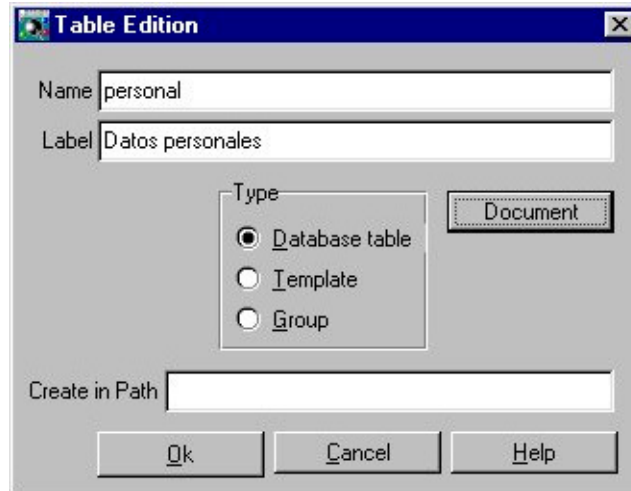 Table Edition
Name personal
Label Datos personales
Type
Database table
Document
Template
Group
Create in Path
Ok Cancel Help